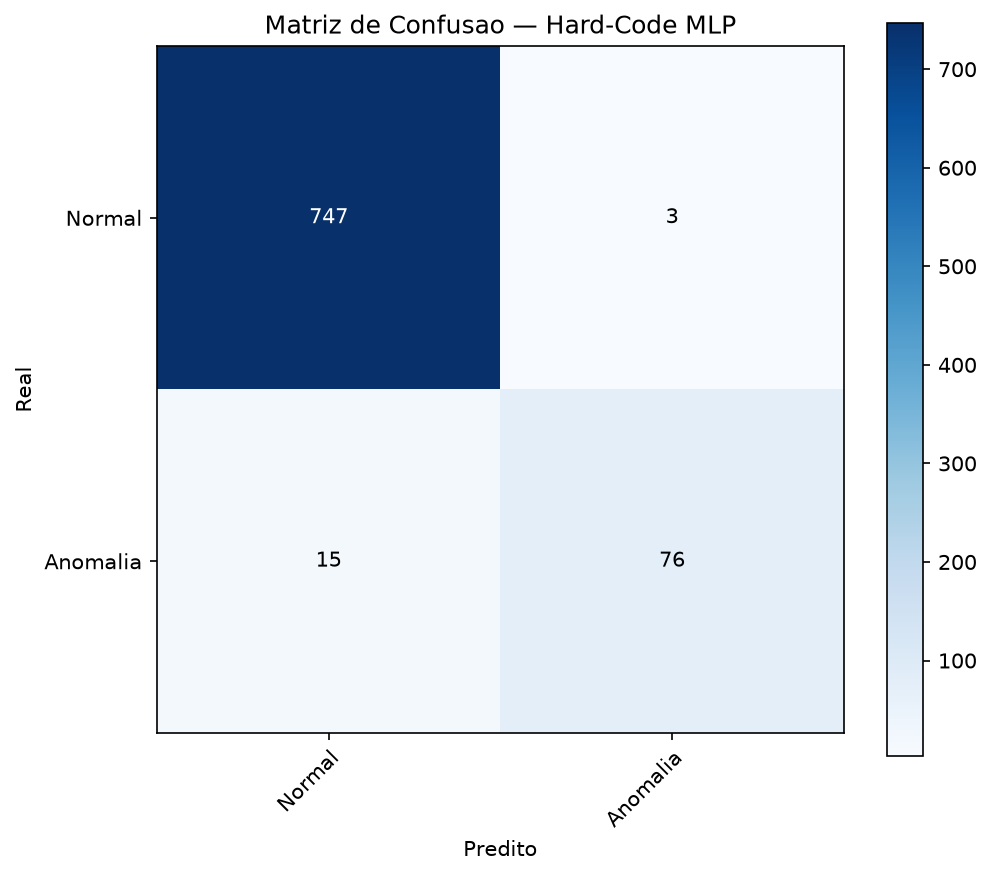 Matriz de Confusao — Hard-Code MLP
Real
Normal
Anomalia
747
3
15
76
Normal
Anomalia
Predito
700
600
500
400
300
200
100